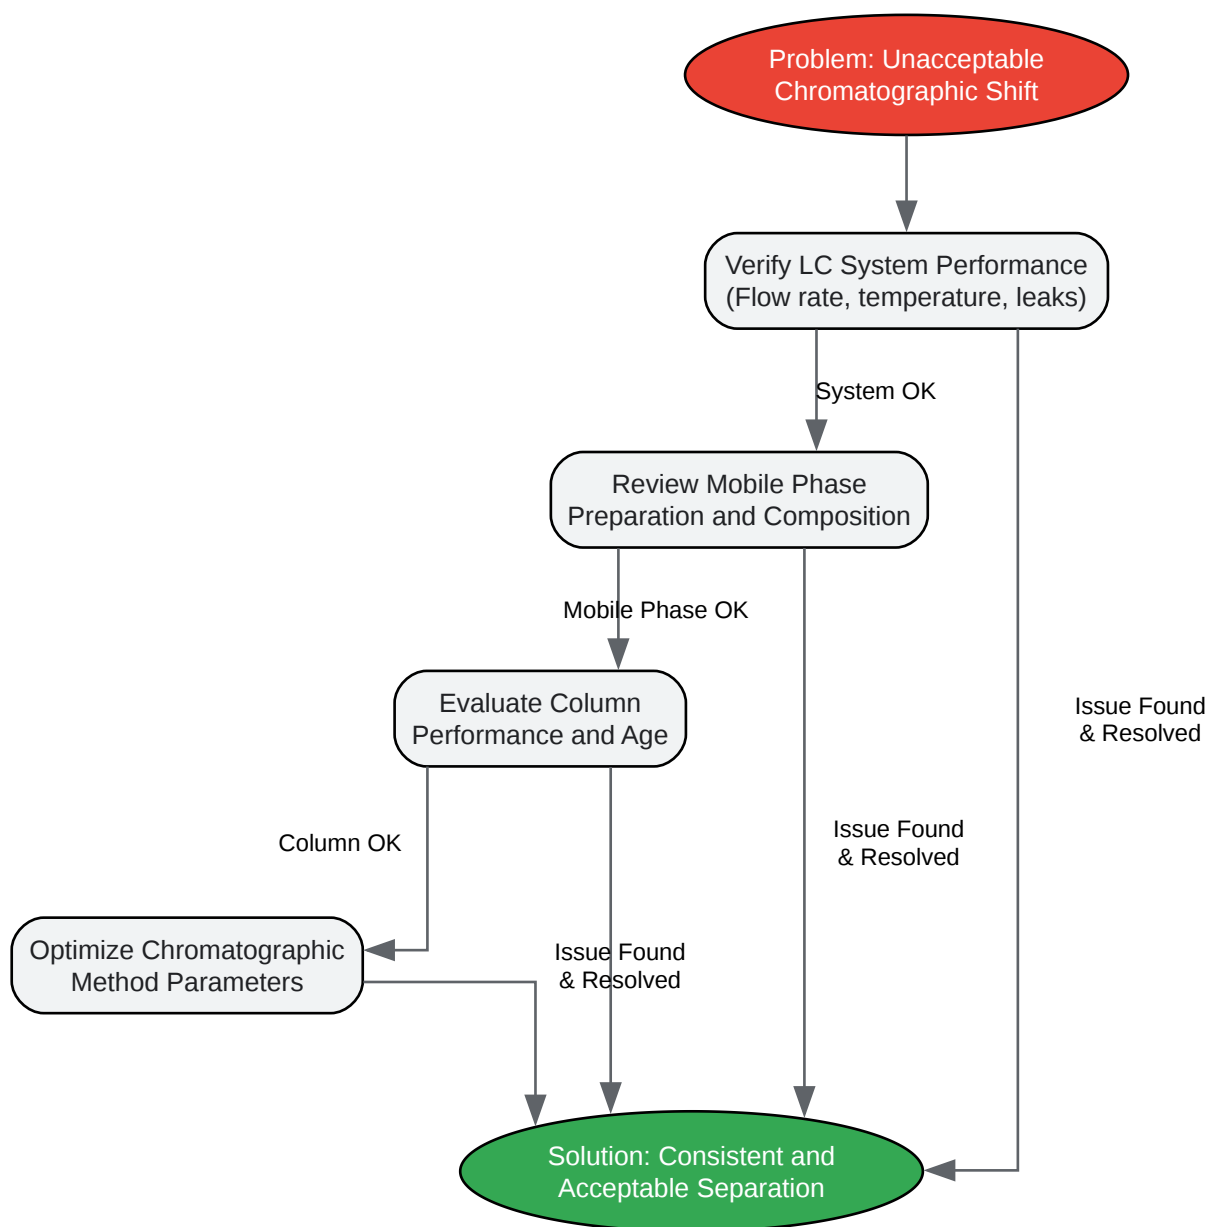 Problem: Unacceptable
Chromatographic Shift
Verify LC System Performance
(Flow rate, temperature, leaks)
System OK
Review Mobile Phase
Preparation and Composition
Mobile Phase OK
Evaluate Column
Performance and Age
Issue Found
& Resolved
Column OK
Issue Found
& Resolved
Optimize Chromatographic
Method Parameters
Issue Found
& Resolved
Solution: Consistent and
Acceptable Separation